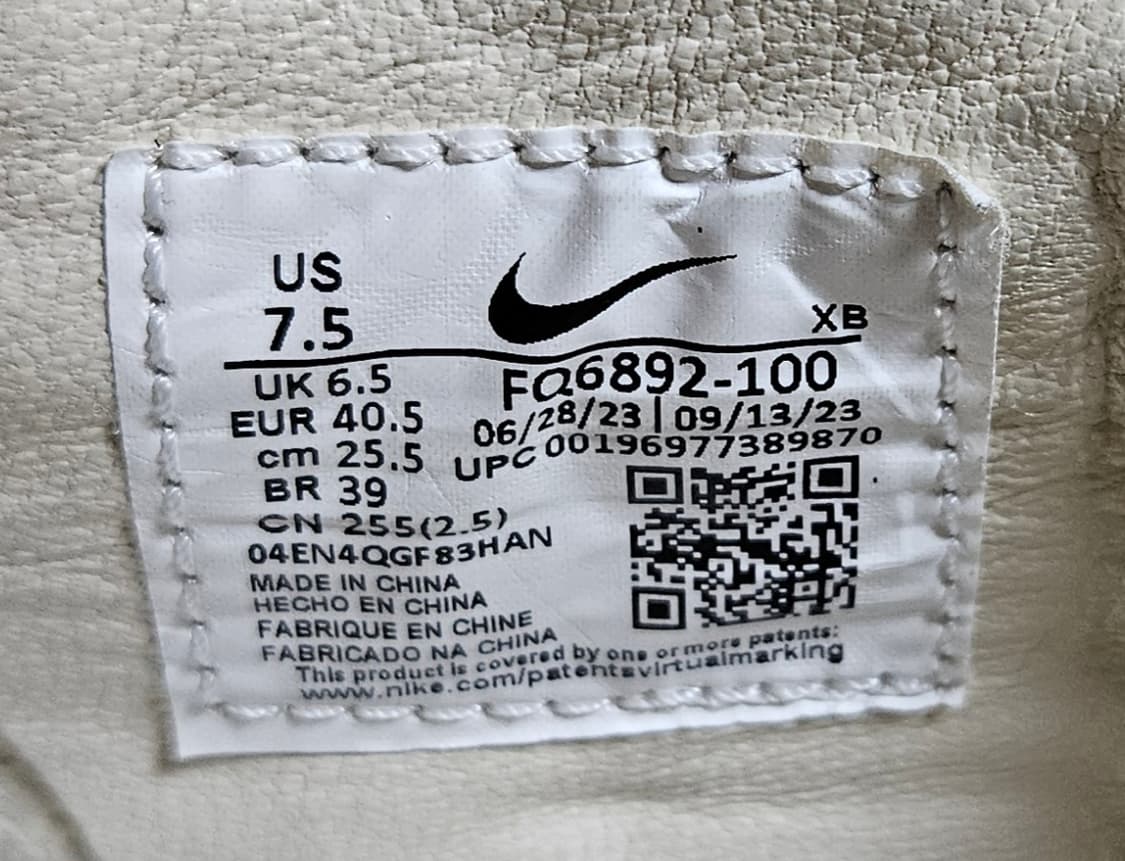 US
7.5
XB
UK 6.5
EUR 40.5
cm 25.5
BR 39
CN 255(2.5)
04EN4QGF83HAN
FQ6892-100
06/28/23 | 09/13/23
UPC 00196977389870
MADE IN CHINA
HECHO EN CHINA
FABRIQUE EN CHINE
FABRICADO NA CHINA
This product is covered by one or more patents:
www.nike.com/patentsvirtualmarking